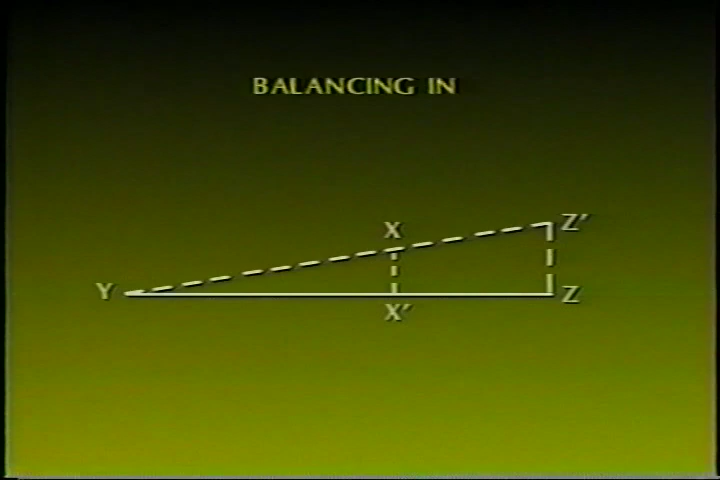 BALANCING IN
X
Z′
Y
Z
X′